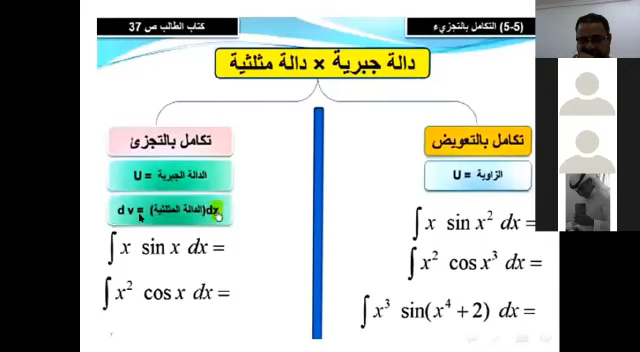 (5-5) التكامل بالتجزيء
كتاب الطالب ص 37
دالة جبرية × دالة مثلثية
تكامل بالتعويض
U = الزاوية
∫ x sin x² dx =
∫ x² cos x³ dx =
∫ x³ sin(x⁴ + 2) dx =
تكامل بالتجزئ
U = الدالة الجبرية
d v = (الدالة المثلثية)dx
∫ x sin x dx =
∫ x² cos x dx =